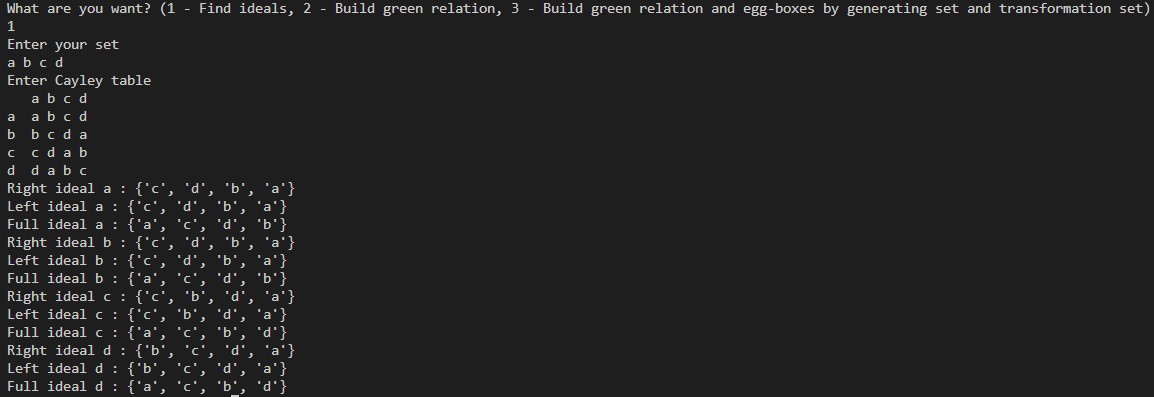 What are you want? (1 - Find ideals, 2 - Build green relation, 3 - Build green relation and egg-boxes by generating set and transformation set)
1
Enter your set
a b c d
Enter Cayley table
   a b c d
a  a b c d
b  b c d a
c  c d a b
d  d a b c
Right ideal a : {'c', 'd', 'b', 'a'}
Left ideal a : {'c', 'd', 'b', 'a'}
Full ideal a : {'a', 'c', 'd', 'b'}
Right ideal b : {'c', 'd', 'b', 'a'}
Left ideal b : {'c', 'd', 'b', 'a'}
Full ideal b : {'a', 'c', 'd', 'b'}
Right ideal c : {'c', 'b', 'd', 'a'}
Left ideal c : {'c', 'b', 'd', 'a'}
Full ideal c : {'a', 'c', 'b', 'd'}
Right ideal d : {'b', 'c', 'd', 'a'}
Left ideal d : {'b', 'c', 'd', 'a'}
Full ideal d : {'a', 'c', 'b', 'd'}